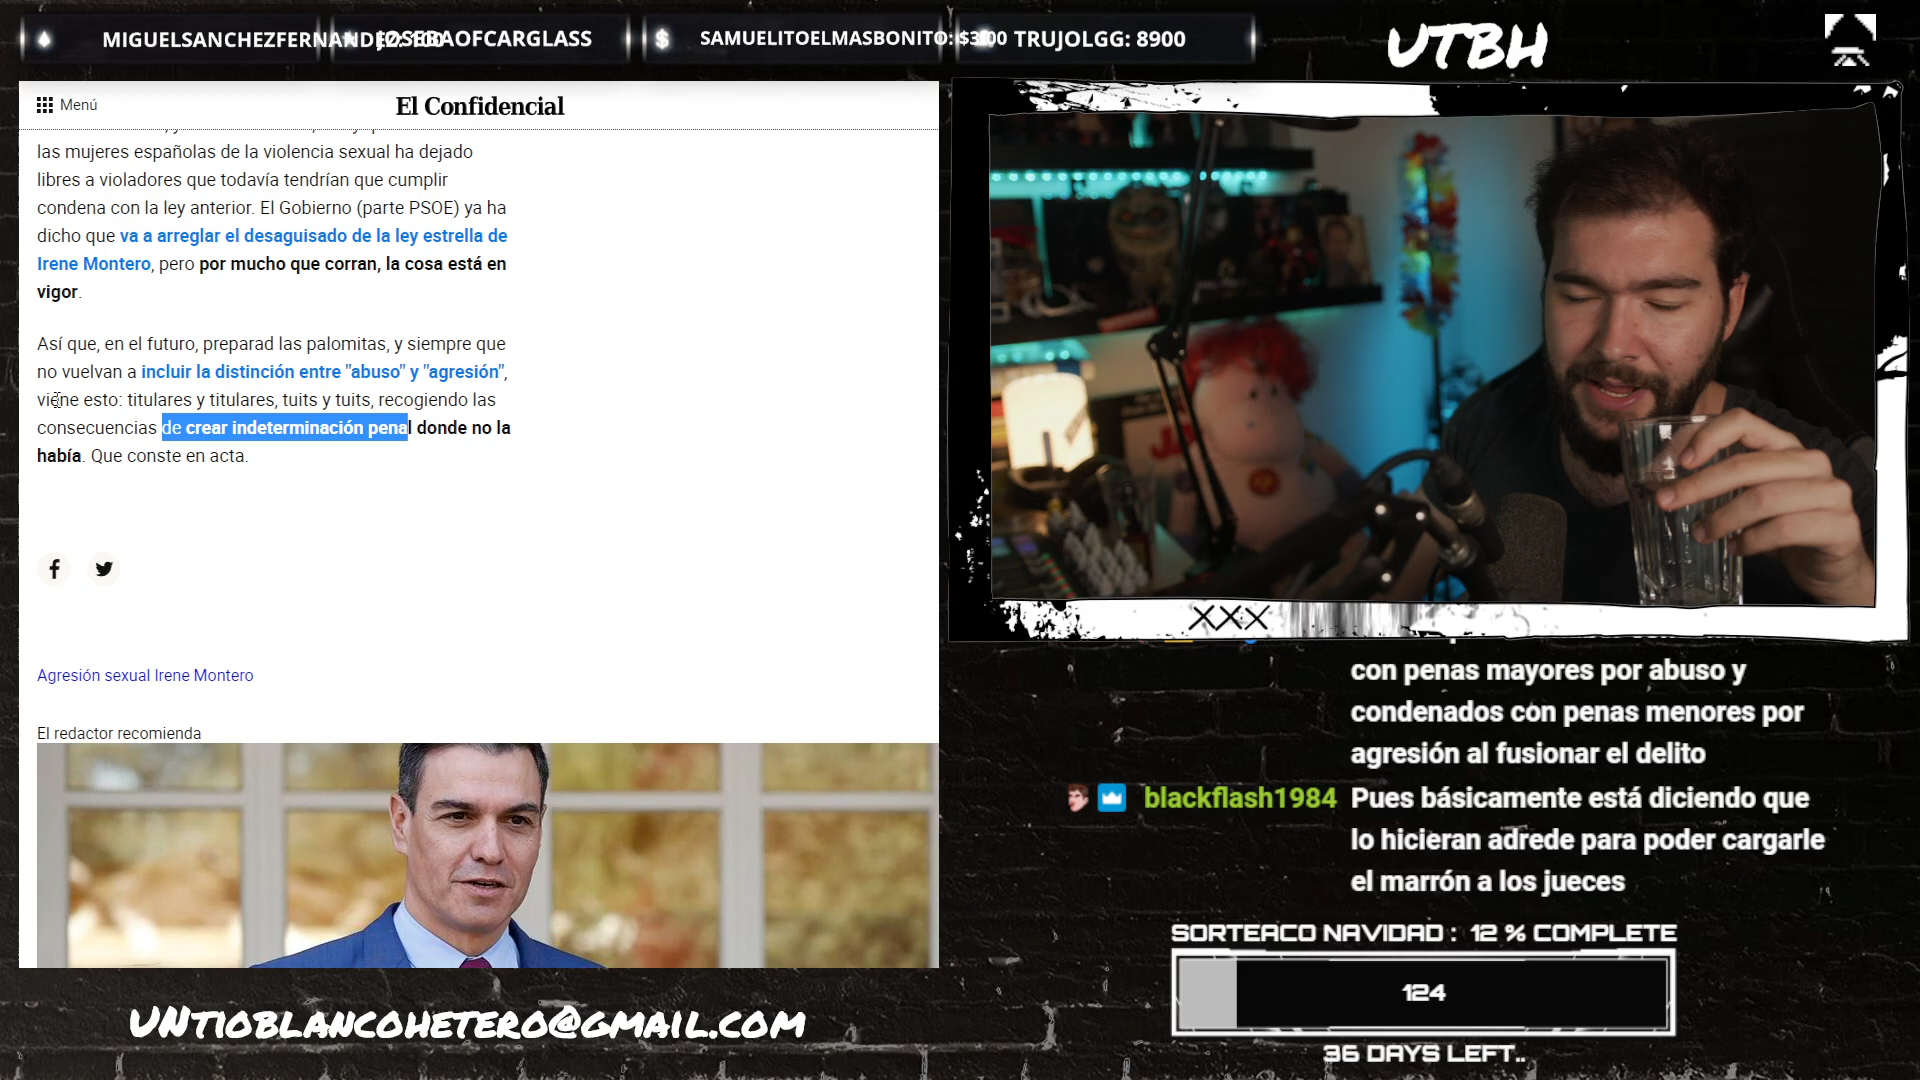 MIGUELSANCHEZFERNANDEZ: 100
JOSEBAOFCARGLASS
$
SAMUELITOELMASBONITO: $3.00
TRUJOLGG: 8900
UTBH
Menú
El Confidencial
las mujeres españolas de la violencia sexual ha dejado
libres a violadores que todavía tendrían que cumplir
condena con la ley anterior. El Gobierno (parte PSOE) ya ha
dicho que va a arreglar el desaguisado de la ley estrella de
Irene Montero, pero por mucho que corran, la cosa está en
vigor.
Así que, en el futuro, preparad las palomitas, y siempre que
no vuelvan a incluir la distinción entre "abuso" y "agresión",
viene esto: titulares y titulares, tuits y tuits, recogiendo las
consecuencias de crear indeterminación penal donde no la
había. Que conste en acta.
Agresión sexual Irene Montero
El redactor recomienda
XXX
con penas mayores por abuso y
condenados con penas menores por
agresión al fusionar el delito
blackflash1984 Pues básicamente está diciendo que
lo hicieran adrede para poder cargarle
el marrón a los jueces
SORTEACO NAVIDAD : 12 % COMPLETE
124
36 DAYS LEFT..
UNTIOBLANCOHETERO@GMAIL.COM